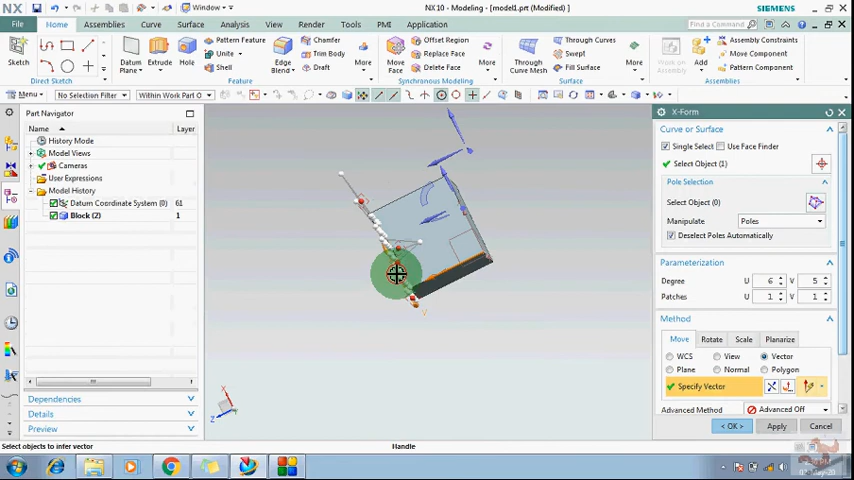 NX Window NX 10 - Modeling - [model1.prt (Modified)] SIEMENS
File Home Assemblies Curve Surface Analysis View Render Tools PMI Application Find a Command
Sketch
Direct Sketch
Datum Plane Extrude Hole
Pattern Feature
Unite
Shell
Edge Blend
Chamfer
Trim Body
Draft
More
Feature
Move Face
Offset Region
Replace Face
Delete Face
More
Synchronous Modeling
Through Curve Mesh
Through Curves
Swept
Fill Surface
More
Surface
Work on Assembly
Add
Assembly Constraints
Move Component
Pattern Component
Assemblies
Menu No Selection Filter Within Work Part O
Part Navigator
Name Layer
History Mode
Model Views
Cameras
User Expressions
Model History
Datum Coordinate System (0) 61
Block (2) 1
Dependencies
Details
Preview
X
Z
V
X-Form
Curve or Surface
Single Select Use Face Finder
Select Object (1)
Pole Selection
Select Object (0)
Manipulate Poles
Deselect Poles Automatically
Parameterization
Degree U 6 V 5
Patches U 1 V 1
Method
Move Rotate Scale Planarize
WCS View Vector
Plane Normal Polygon
Specify Vector
Advanced Method Advanced Off
< OK > Apply Cancel
Select objects to infer vector Handle